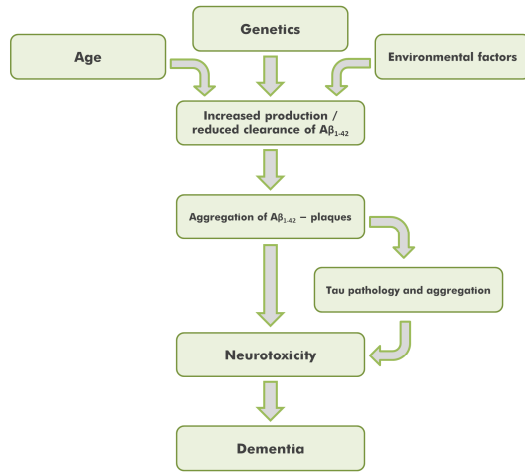 Genetics
Age
Environmental factors
Increased production /
reduced clearance of Aβ₁₋₄₂
Aggregation of Aβ₁₋₄₂ – plaques
Tau pathology and aggregation
Neurotoxicity
Dementia